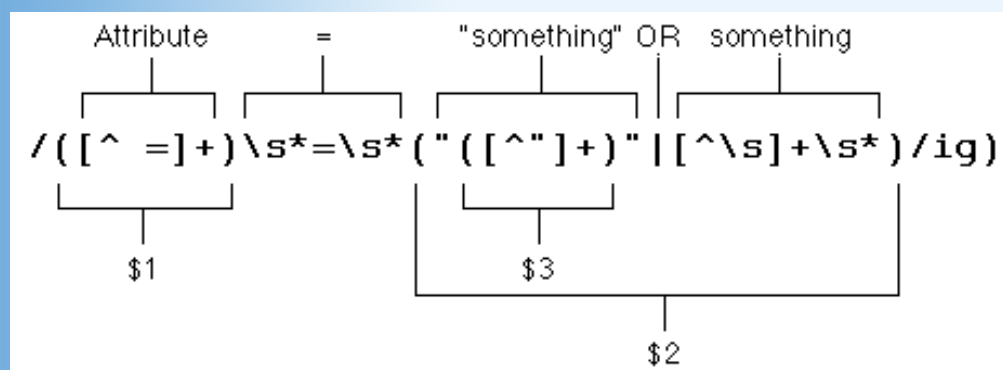 Attribute = "something" OR something
/([^ =]+)\s*=\s*("([^"]+)"|[^\s]+\s*)/ig)
$1 $3
$2